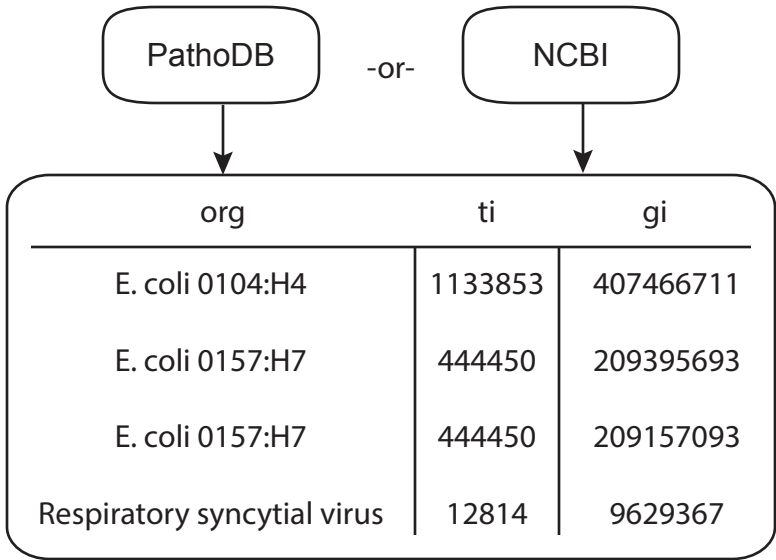 PathoDB -or- NCBI
org ti gi
E. coli 0104:H4 1133853 407466711
E. coli 0157:H7 444450 209395693
E. coli 0157:H7 444450 209157093
Respiratory syncytial virus 12814 9629367